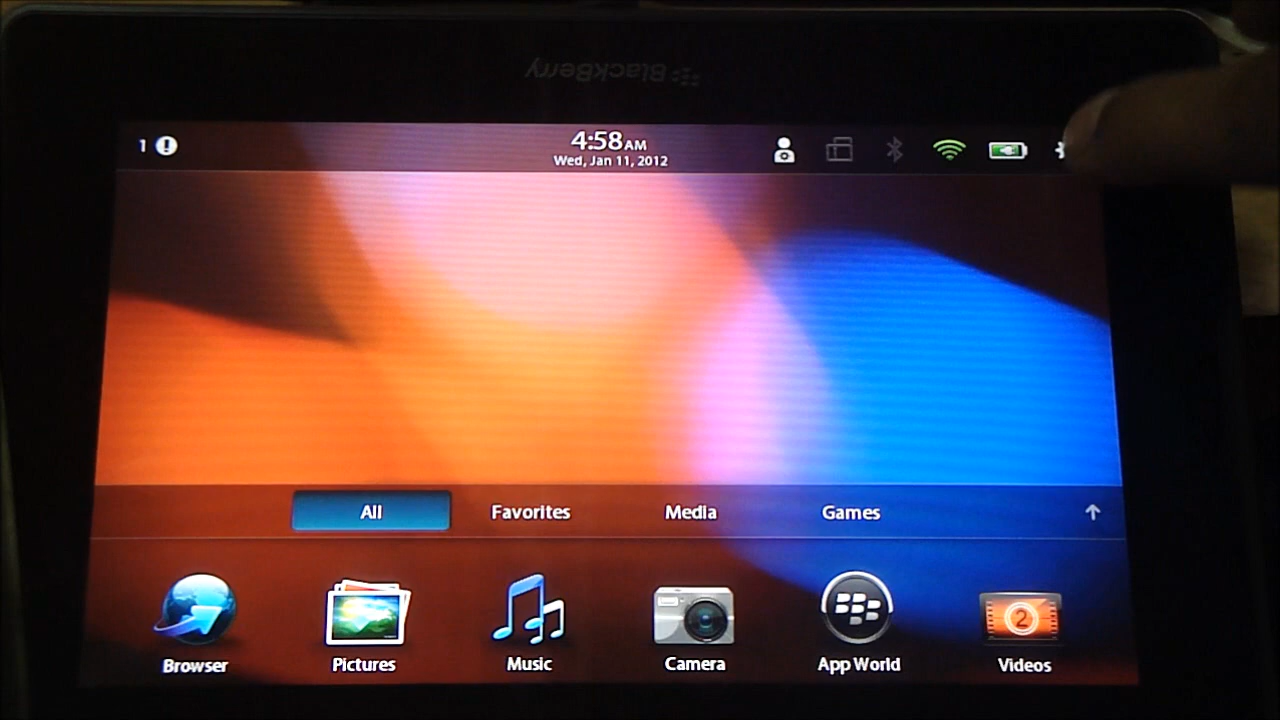 BlackBerry
1
4:58AM
Wed, Jan 11, 2012
All
Favorites
Media
Games
2
Browser
Pictures
Music
Camera
App World
Videos